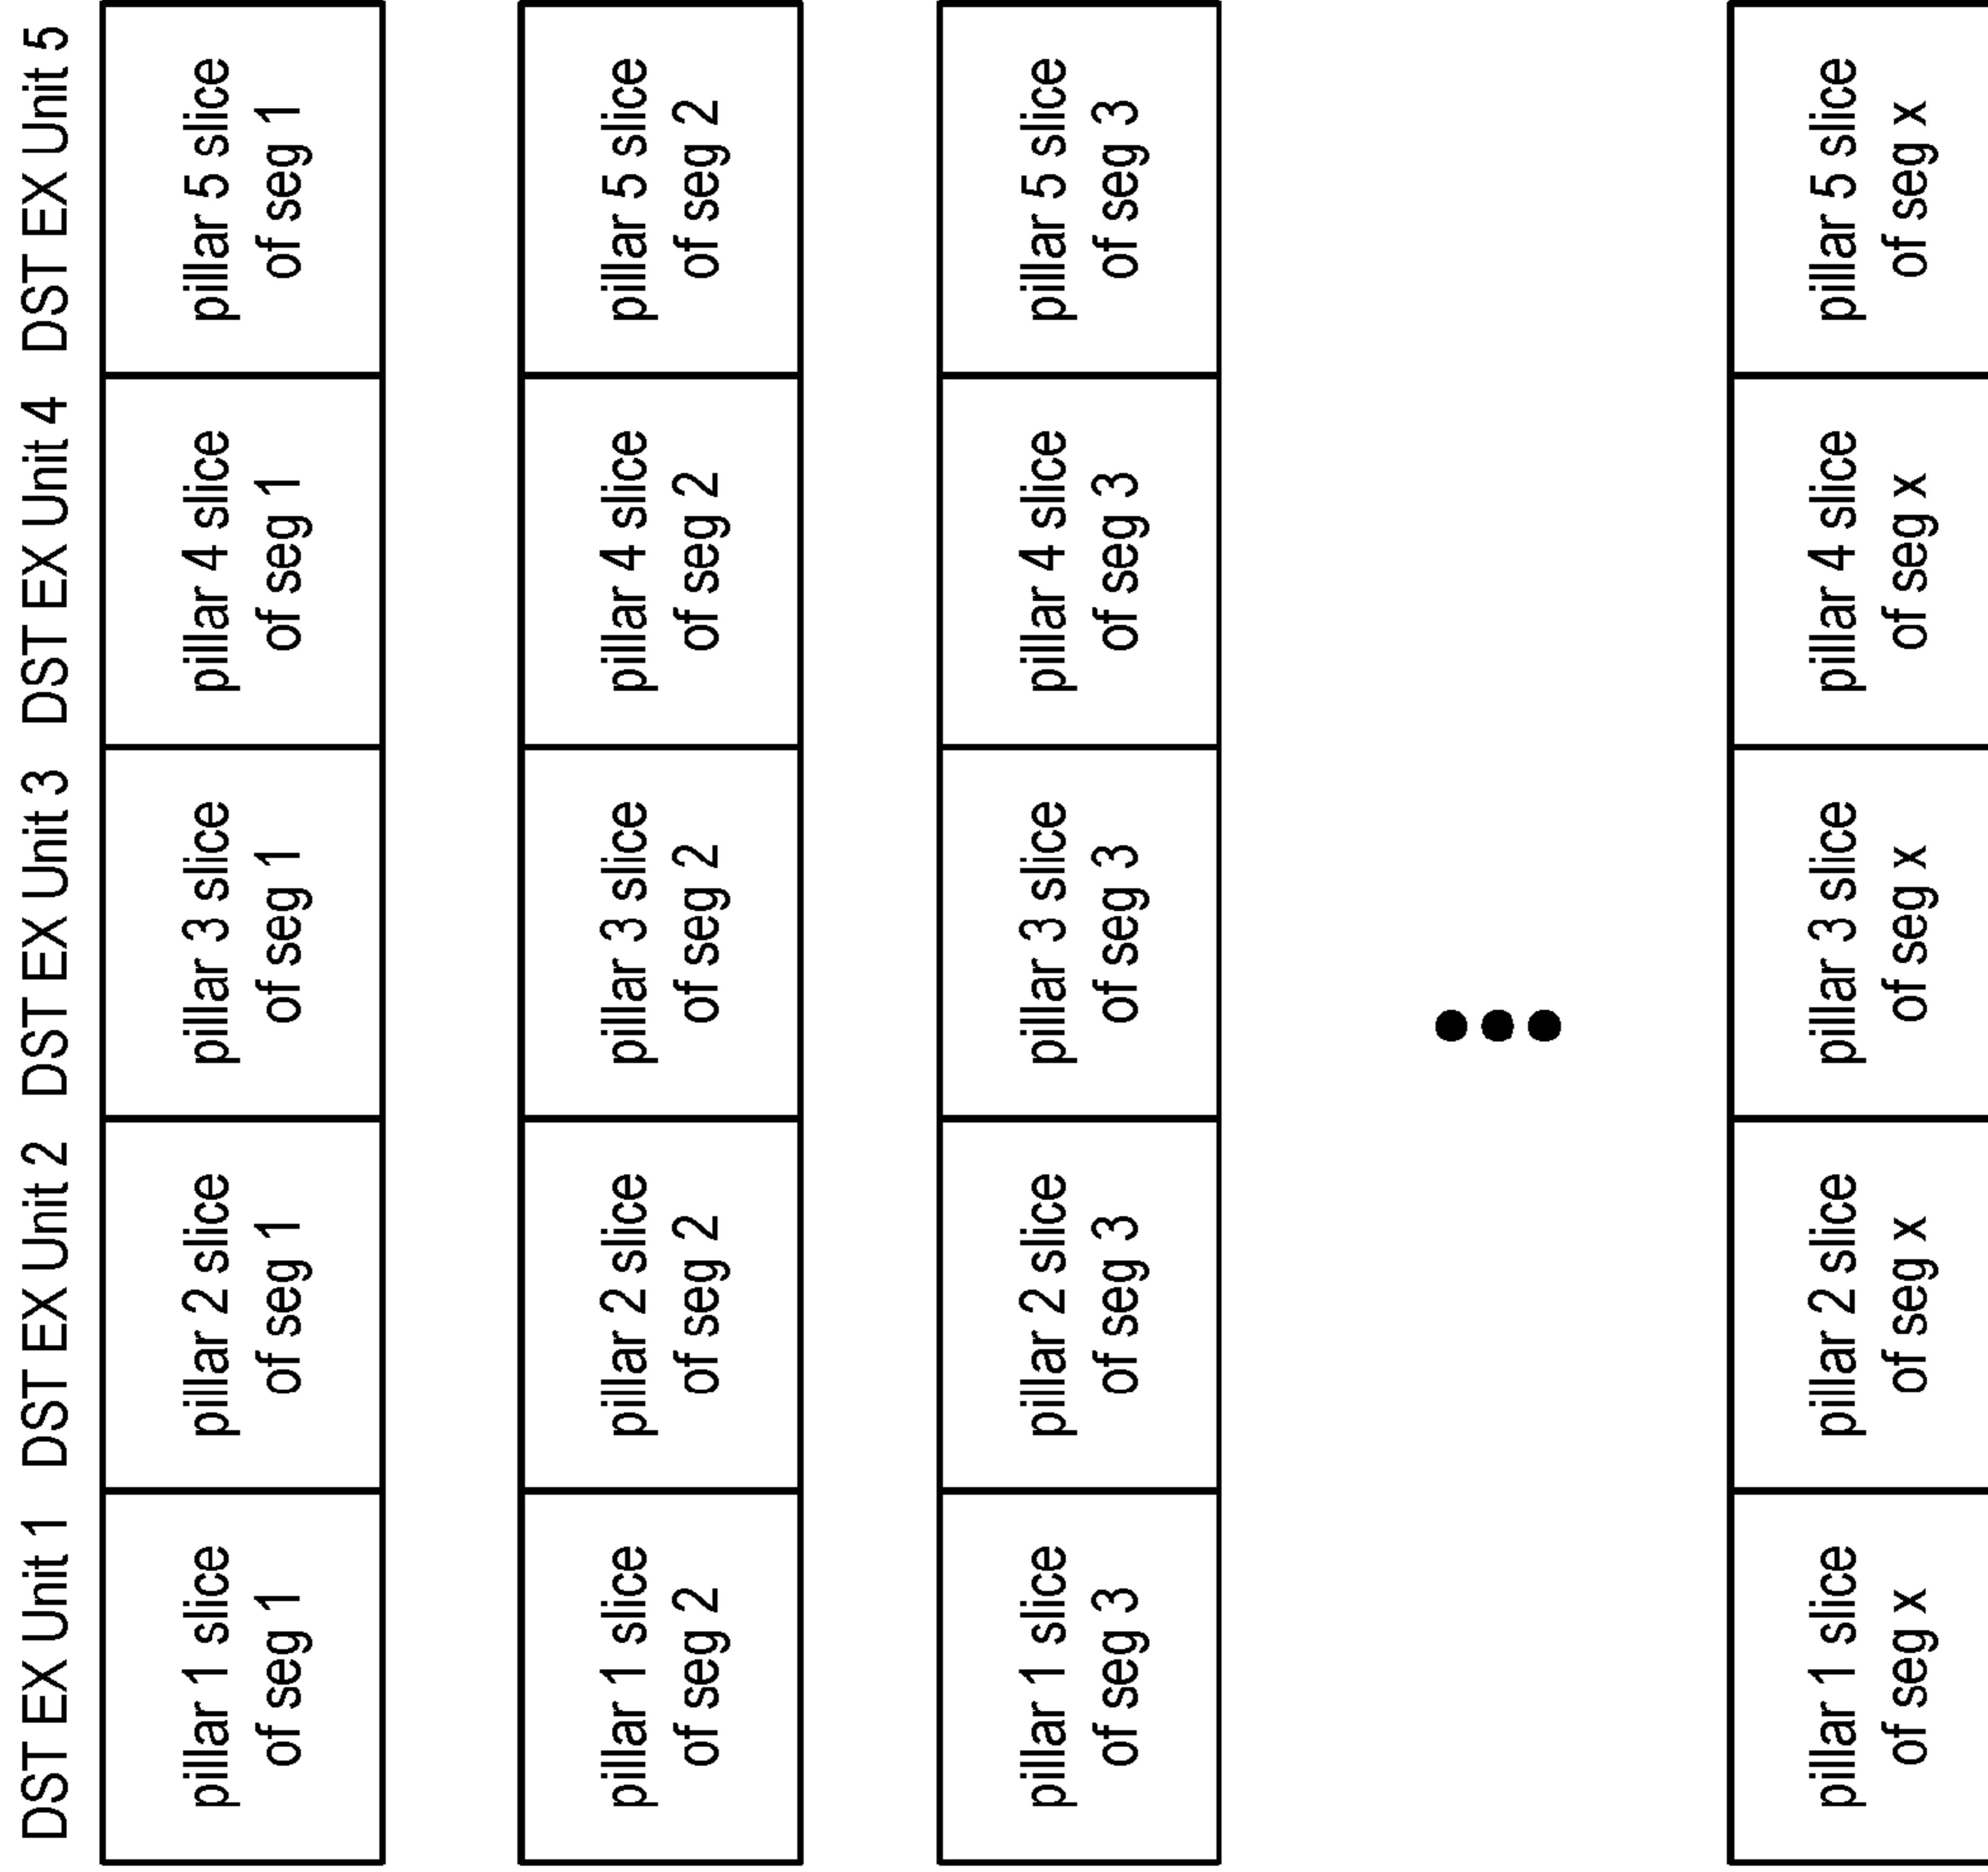 DST EX Unit 1 DST EX Unit 2 DST EX Unit 3 DST EX Unit 4 DST EX Unit 5
pillar 1 slice
of seg 1
pillar 2 slice
of seg 1
pillar 3 slice
of seg 1
pillar 4 slice
of seg 1
pillar 5 slice
of seg 1
pillar 1 slice
of seg 2
pillar 2 slice
of seg 2
pillar 3 slice
of seg 2
pillar 4 slice
of seg 2
pillar 5 slice
of seg 2
pillar 1 slice
of seg 3
pillar 2 slice
of seg 3
pillar 3 slice
of seg 3
pillar 4 slice
of seg 3
pillar 5 slice
of seg 3
pillar 1 slice
of seg x
pillar 2 slice
of seg x
pillar 3 slice
of seg x
pillar 4 slice
of seg x
pillar 5 slice
of seg x